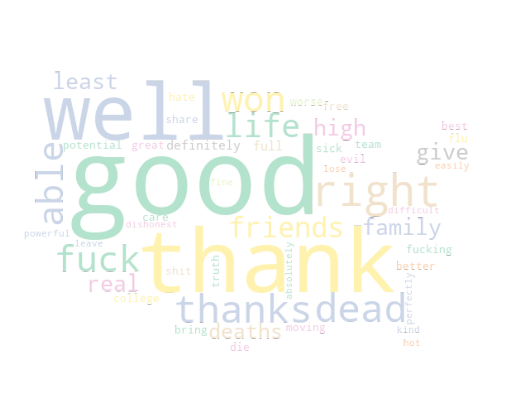 least
hate
well
won
worse
free
share
life
high
best
flu
potential
great
definitely
full
sick
team
give
able
good
evil
lose
easily
fine
right
care
dishonest
friends
difficult
powerful
leave
family
fuck
thank
truth
absolutely
fucking
real
shit
better
college
perfectly
thanks
dead
bring
deaths
moving
kind
die
hot